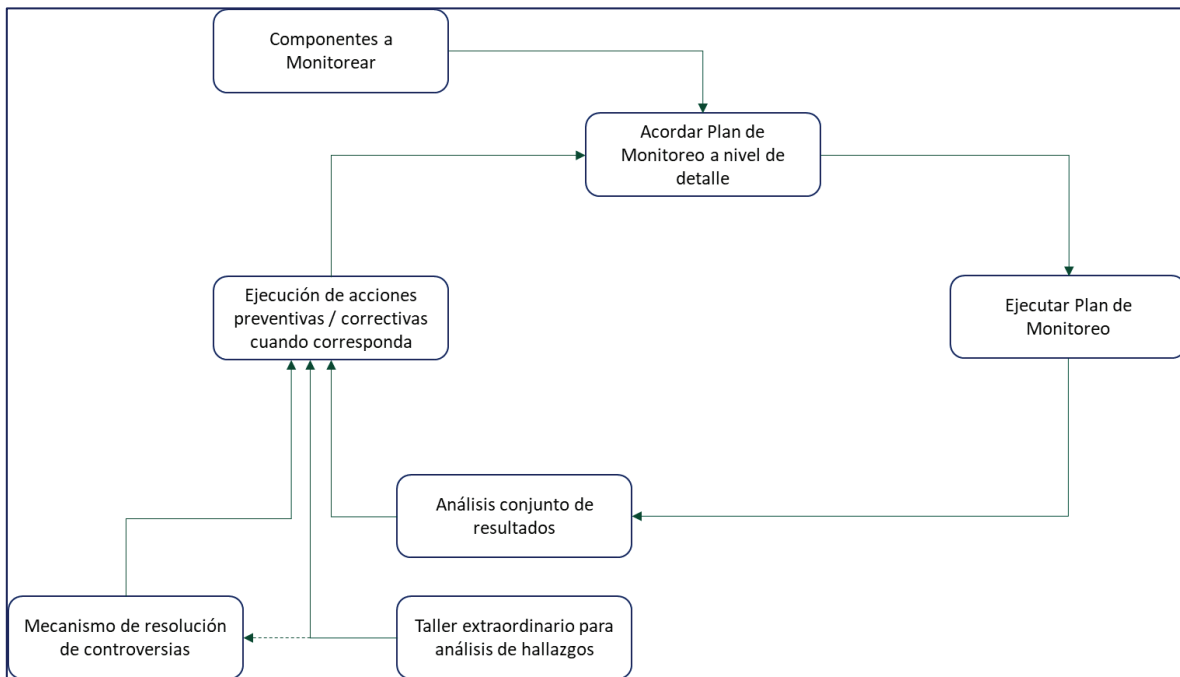 Componentes a
Monitorear
Acordar Plan de
Monitoreo a nivel de
detalle
Ejecución de acciones
preventivas / correctivas
cuando corresponda
Ejecutar Plan de
Monitoreo
Análisis conjunto de
resultados
Mecanismo de resolución
de controversias
Taller extraordinario para
análisis de hallazgos